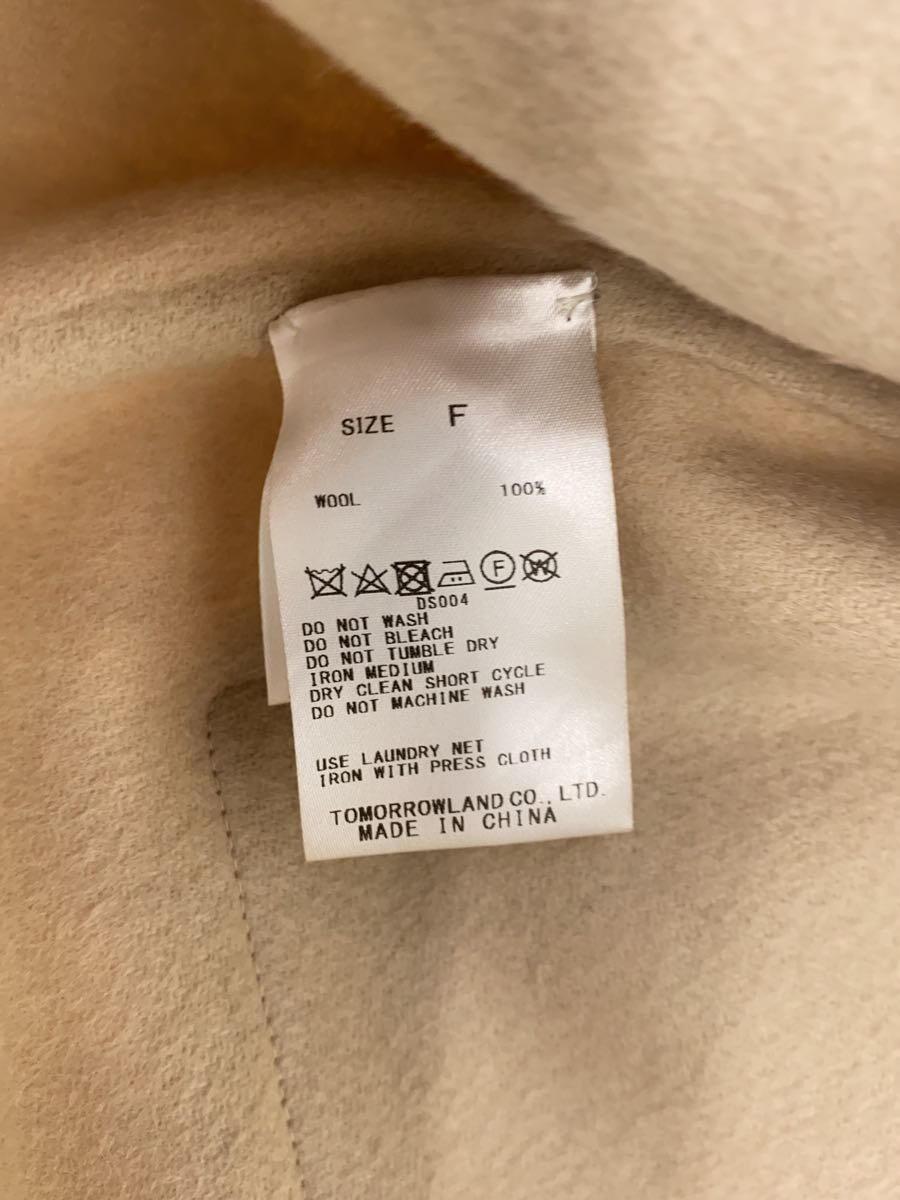 SIZE F
WOOL 100%
F W
DS004
DO NOT WASH
DO NOT BLEACH
DO NOT TUMBLE DRY
IRON MEDIUM
DRY CLEAN SHORT CYCLE
DO NOT MACHINE WASH
USE LAUNDRY NET
IRON WITH PRESS CLOTH
TOMORROWLAND CO., LTD.
MADE IN CHINA